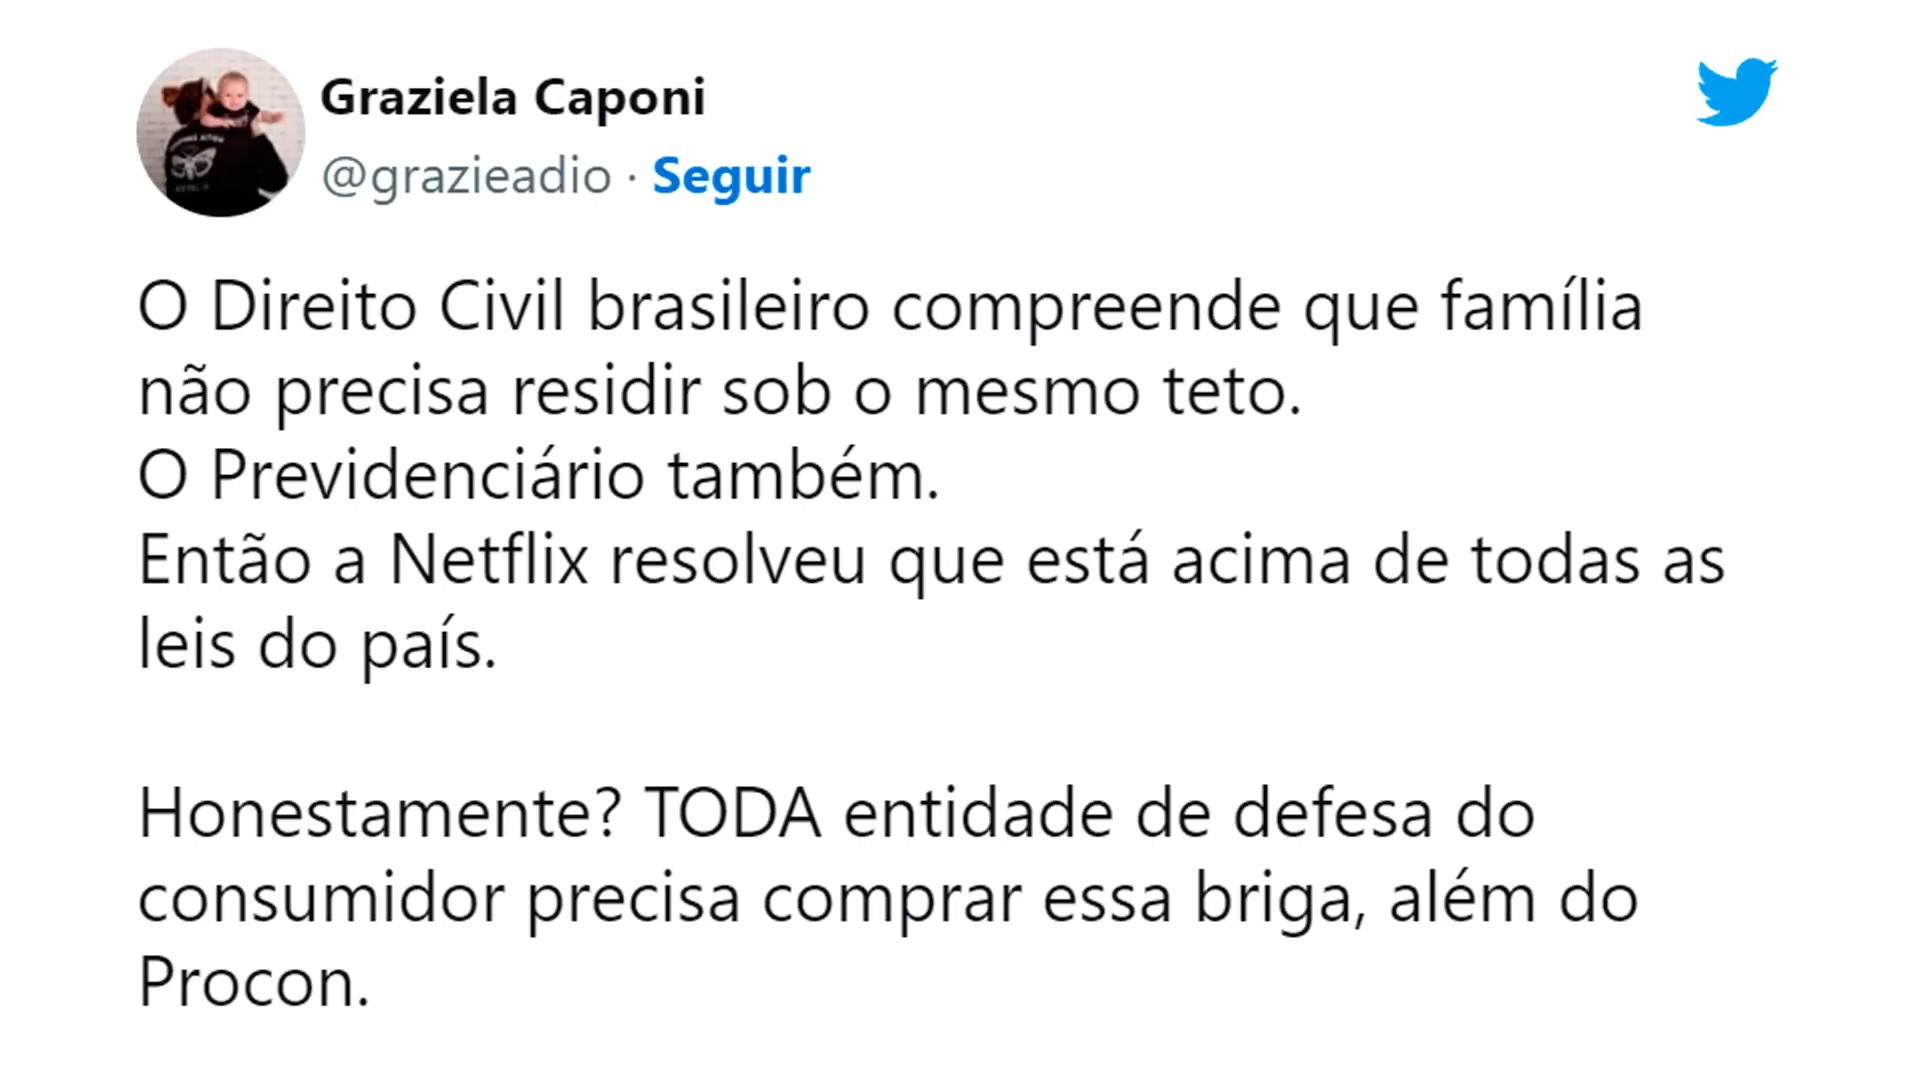 Graziela Caponi
@grazieadio · Seguir
O Direito Civil brasileiro compreende que família
não precisa residir sob o mesmo teto.
O Previdenciário também.
Então a Netflix resolveu que está acima de todas as
leis do país.
Honestamente? TODA entidade de defesa do
consumidor precisa comprar essa briga, além do
Procon.